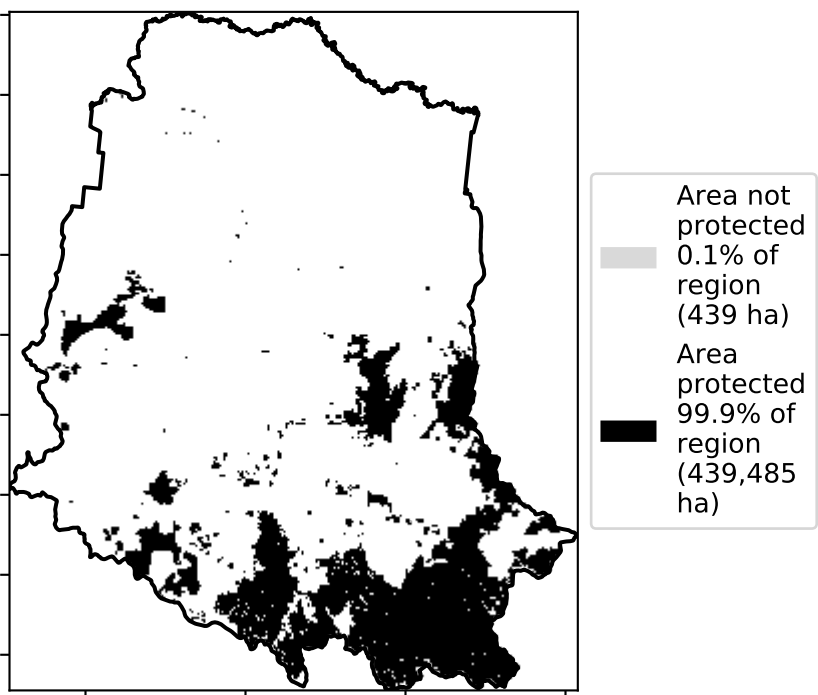 Area not
protected
0.1% of
region
(439 ha)
Area
protected
99.9% of
region
(439,485
ha)